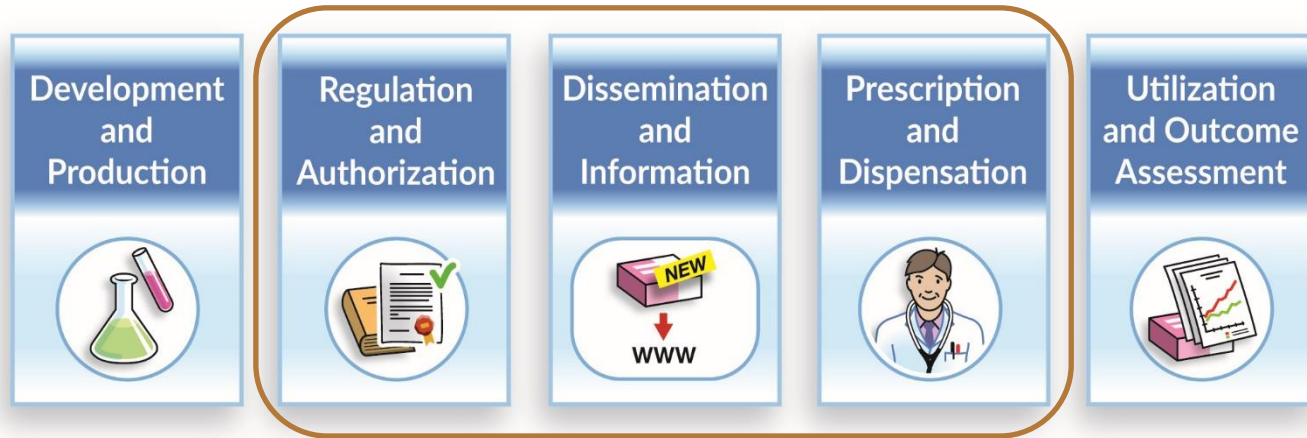 Development
and
Production
Regulation
and
Authorization
Dissemination
and
Information
NEW
WWW
Prescription
and
Dispensation
Utilization
and Outcome
Assessment